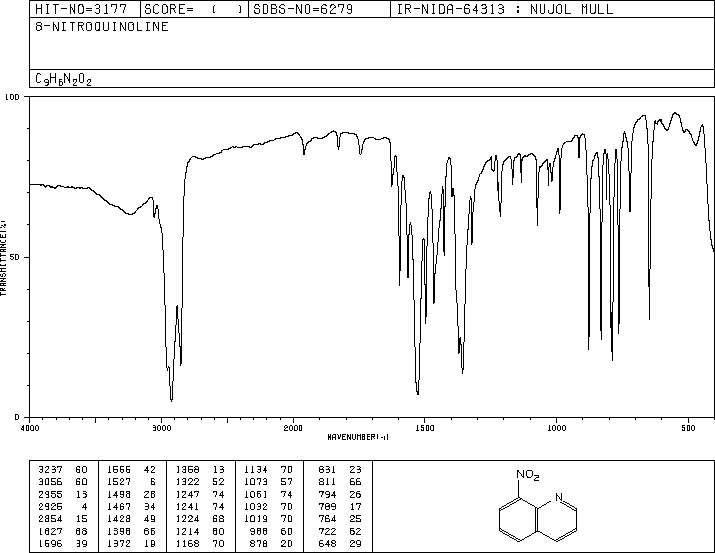 HIT-NO=3177 SCORE= ( ) SDBS-NO=6279 IR-NIDA-64313 : NUJOL MULL
8-NITROQUINOLINE
C9H6N2O2
100
50
0
TRANSMITTANCE(%)
4000 3000 2000 1500 1000 500
WAVENUMBER(-1)
3237 60 1566 42 1358 13 1134 70 831 23
3056 60 1527 6 1322 52 1073 57 811 66
2955 13 1498 28 1247 74 1061 74 794 26
2925 4 1467 34 1241 74 1032 70 789 17
2854 15 1428 49 1224 68 1019 70 764 25
1627 68 1398 66 1214 60 988 60 722 62
1596 39 1372 19 1168 70 878 20 648 29
NO2
N